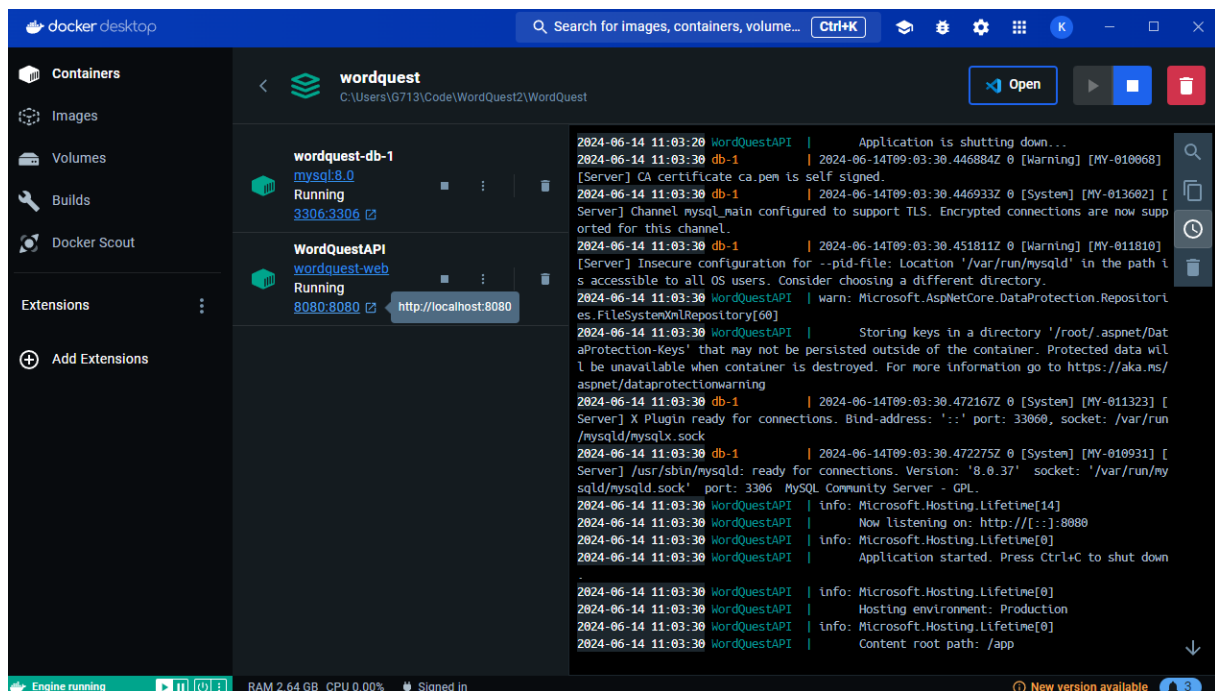 docker desktop
Search for images, containers, volume... Ctrl+K
K
Containers
Images
Volumes
Builds
Docker Scout
Extensions
Add Extensions
wordquest
C:\Users\G713\Code\WordQuest2\WordQuest
Open
wordquest-db-1
mysql:8.0
Running
3306:3306
WordQuestAPI
wordquest-web
Running
8080:8080
http://localhost:8080
2024-06-14 11:03:20 WordQuestAPI | Application is shutting down...
2024-06-14 11:03:30 db-1 | 2024-06-14T09:03:30.446884Z 0 [Warning] [MY-010068]
[Server] CA certificate ca.pem is self signed.
2024-06-14 11:03:30 db-1 | 2024-06-14T09:03:30.446933Z 0 [System] [MY-013602] [
Server] Channel mysql_main configured to support TLS. Encrypted connections are now supp
orted for this channel.
2024-06-14 11:03:30 db-1 | 2024-06-14T09:03:30.451811Z 0 [Warning] [MY-011810]
[Server] Insecure configuration for --pid-file: Location '/var/run/mysqld' in the path i
s accessible to all OS users. Consider choosing a different directory.
2024-06-14 11:03:30 WordQuestAPI | warn: Microsoft.AspNetCore.DataProtection.Repositori
es.FileSystemXmlRepository[60]
2024-06-14 11:03:30 WordQuestAPI | Storing keys in a directory '/root/.aspnet/Dat
aProtection-Keys' that may not be persisted outside of the container. Protected data wil
l be unavailable when container is destroyed. For more information go to https://aka.ms/
aspnet/dataprotectionwarning
2024-06-14 11:03:30 db-1 | 2024-06-14T09:03:30.472167Z 0 [System] [MY-011323] [
Server] X Plugin ready for connections. Bind-address: '::' port: 33060, socket: /var/run
/mysqld/mysqlx.sock
2024-06-14 11:03:30 db-1 | 2024-06-14T09:03:30.472275Z 0 [System] [MY-010931] [
Server] /usr/sbin/mysqld: ready for connections. Version: '8.0.37' socket: '/var/run/my
sqld/mysqld.sock' port: 3306 MySQL Community Server - GPL.
2024-06-14 11:03:30 WordQuestAPI | info: Microsoft.Hosting.Lifetime[14]
2024-06-14 11:03:30 WordQuestAPI | Now listening on: http://[::]:8080
2024-06-14 11:03:30 WordQuestAPI | info: Microsoft.Hosting.Lifetime[0]
2024-06-14 11:03:30 WordQuestAPI | Application started. Press Ctrl+C to shut down
.
2024-06-14 11:03:30 WordQuestAPI | info: Microsoft.Hosting.Lifetime[0]
2024-06-14 11:03:30 WordQuestAPI | Hosting environment: Production
2024-06-14 11:03:30 WordQuestAPI | info: Microsoft.Hosting.Lifetime[0]
2024-06-14 11:03:30 WordQuestAPI | Content root path: /app
Engine running
RAM 2.64 GB CPU 0.00% Signed in
New version available
3